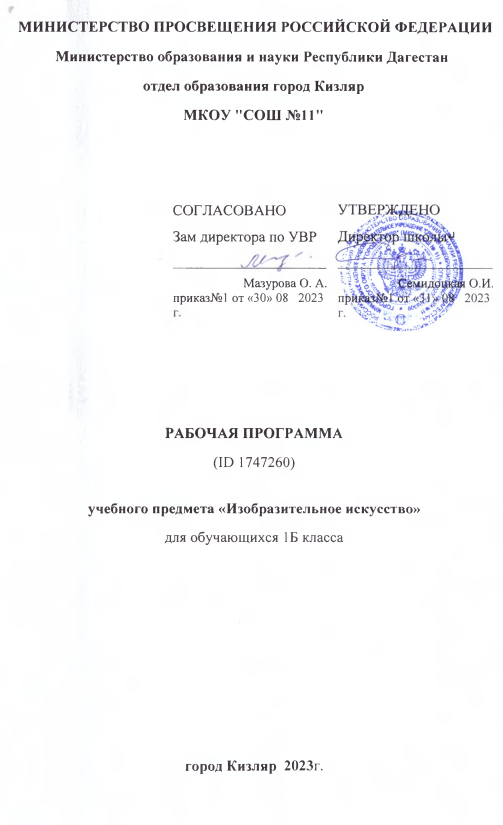 МИНИСТЕРСТВО ПРОСВЕЩЕНИЯ РОССИЙСКОЙ ФЕДЕРАЦИИ
Министерство образования и науки Республики Дагестан
отдел образования город Кизляр
МКОУ "СОШ №11"
СОГЛАСОВАНО
Зам директора по УВР
Мазурова О. А.
приказ№1 от «30» 08 2023
г.
УТВЕРЖДЕНО
Директор школы
Семидоцкая О.И.
приказ№1 от «31» 08 2023
г.
РАБОЧАЯ ПРОГРАММА
(ID 1747260)
учебного предмета «Изобразительное искусство»
для обучающихся 1Б класса
город Кизляр 2023г.